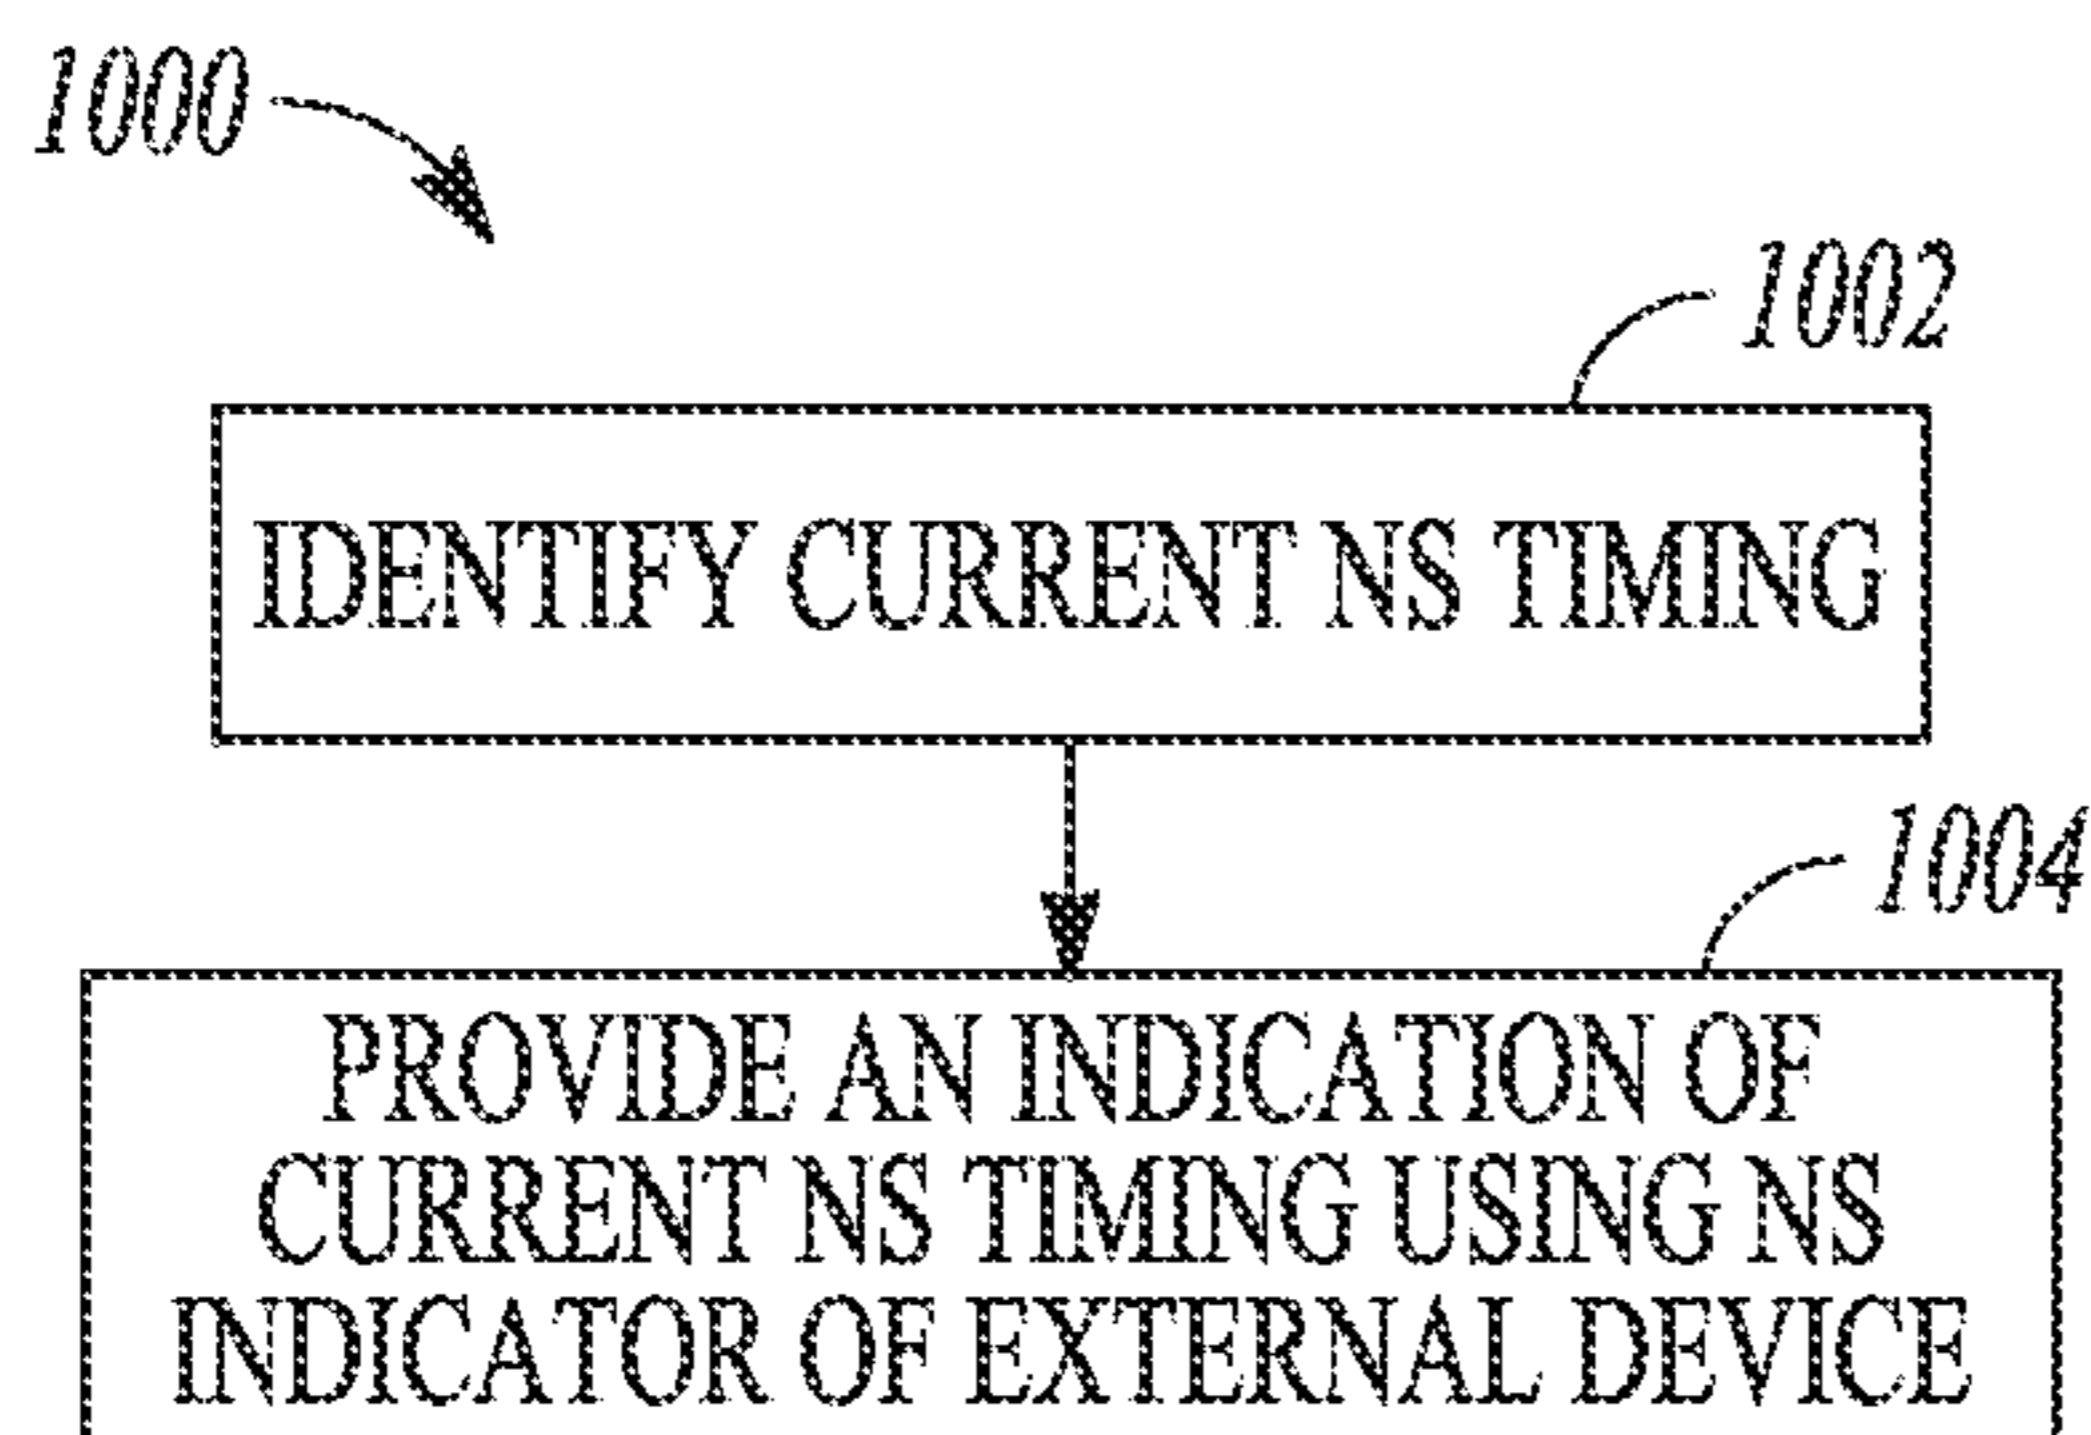 1000
1002
IDENTIFY CURRENT NS TIMING
1004
PROVIDE AN INDICATION OF
CURRENT NS TIMING USING NS
INDICATOR OF EXTERNAL DEVICE